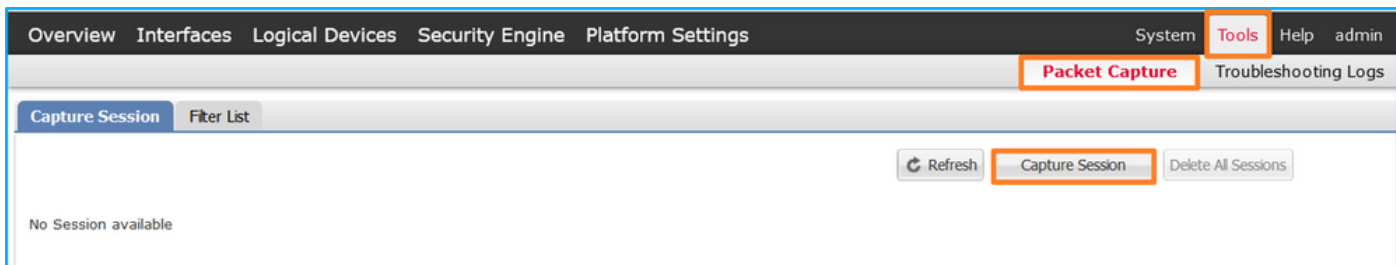 Overview Interfaces Logical Devices Security Engine Platform Settings System Tools Help admin
Packet Capture Troubleshooting Logs
Capture Session Filter List
Refresh Capture Session Delete All Sessions
No Session available